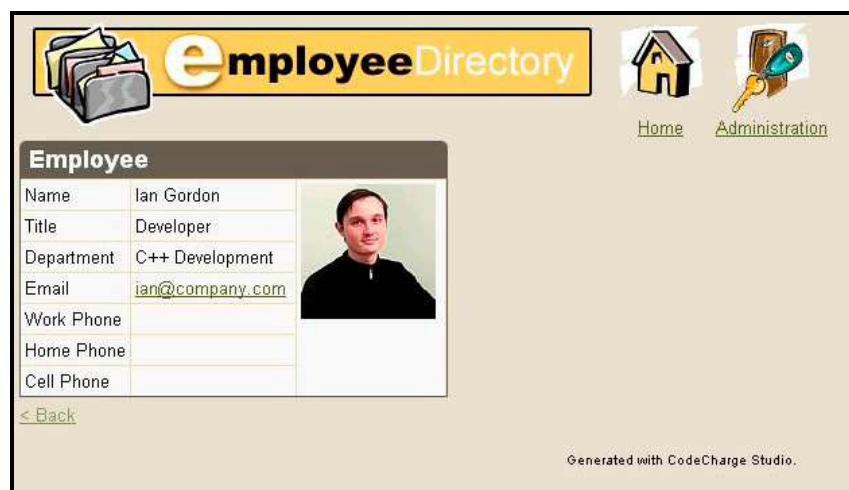 employeeDirectory
Home Administration
Employee
Name Ian Gordon
Title Developer
Department C++ Development
Email ian@company.com
Work Phone
Home Phone
Cell Phone
< Back
Generated with CodeCharge Studio.